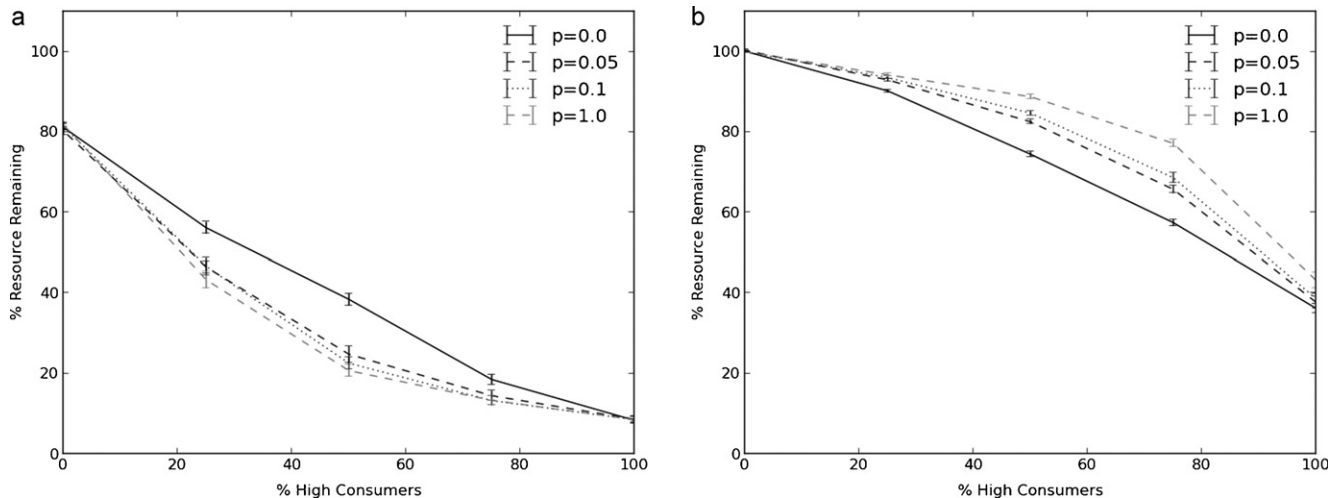 a
% Resource Remaining
100
80
60
40
20
0
0 20 40 60 80 100
% High Consumers
p=0.0
p=0.05
p=0.1
p=1.0
b
% Resource Remaining
100
80
60
40
20
0
0 20 40 60 80 100
% High Consumers
p=0.0
p=0.05
p=0.1
p=1.0